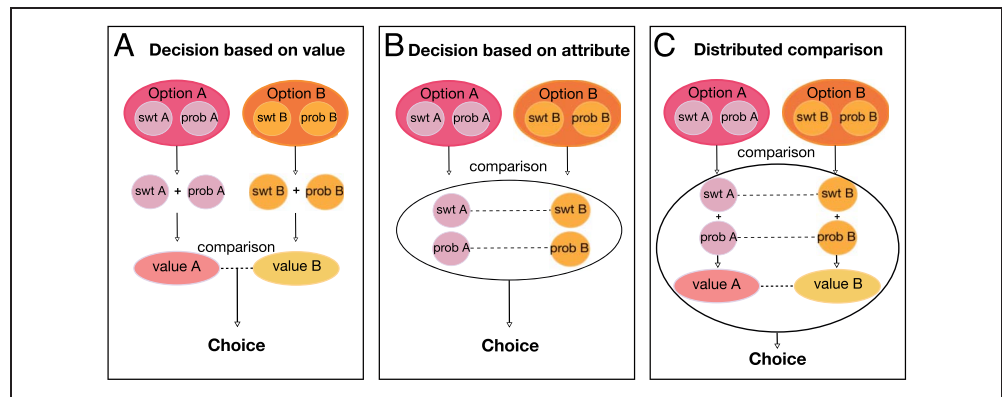 A Decision based on value
Option A
swt A
prob A
Option B
swt B
prob B
swt A + prob A
swt B + prob B
comparison
value A
value B
Choice
B Decision based on attribute
Option A
swt A
prob A
Option B
swt B
prob B
comparison
swt A
swt B
prob A
prob B
Choice
C Distributed comparison
Option A
swt A
prob A
Option B
swt B
prob B
comparison
swt A
swt B
+
+
prob A
prob B
value A
value B
Choice